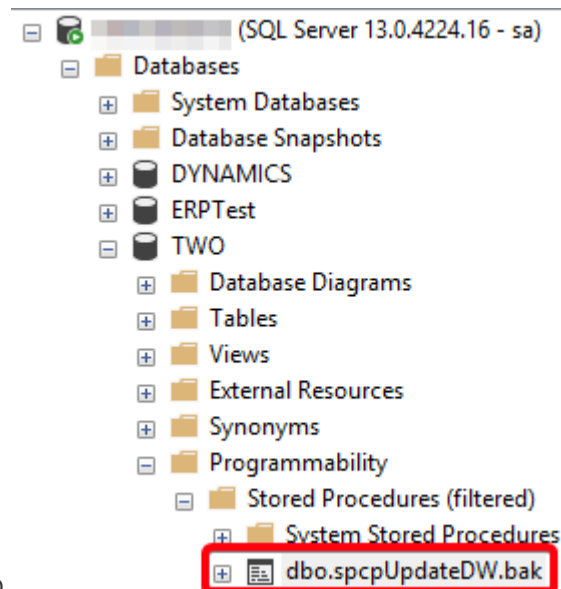 (SQL Server 13.0.4224.16 - sa)
Databases
System Databases
Database Snapshots
DYNAMICS
ERPTest
TWO
Database Diagrams
Tables
Views
External Resources
Synonyms
Programmability
Stored Procedures (filtered)
System Stored Procedures
dbo.spcpUpdateDW.bak